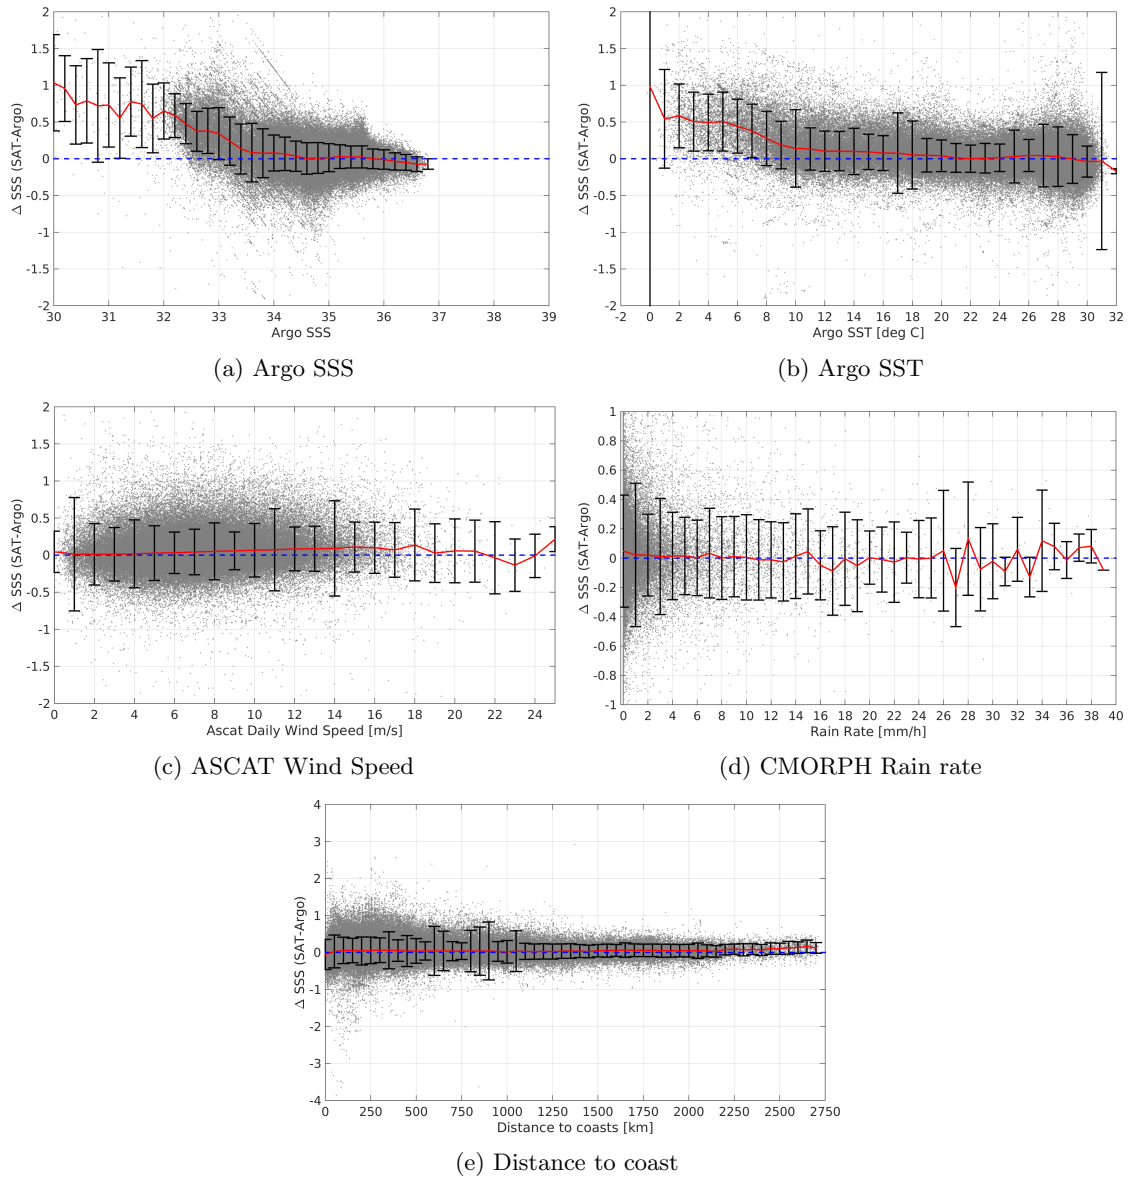 2
1.5
1
0.5
0
-0.5
-1
-1.5
-2
Δ SSS (SAT-Argo)
30 31 32 33 34 35 36 37 38 39
Argo SSS
(a) Argo SSS
2
1.5
1
0.5
0
-0.5
-1
-1.5
-2
Δ SSS (SAT-Argo)
-2 0 2 4 6 8 10 12 14 16 18 20 22 24 26 28 30 32
Argo SST [deg C]
(b) Argo SST
2
1.5
1
0.5
0
-0.5
-1
-1.5
-2
Δ SSS (SAT-Argo)
0 2 4 6 8 10 12 14 16 18 20 22 24
Ascat Daily Wind Speed [m/s]
(c) ASCAT Wind Speed
1
0.8
0.6
0.4
0.2
0
-0.2
-0.4
-0.6
-0.8
-1
Δ SSS (SAT-Argo)
0 2 4 6 8 10 12 14 16 18 20 22 24 26 28 30 32 34 36 38 40
Rain Rate [mm/h]
(d) CMORPH Rain rate
4
3
2
1
0
-1
-2
-3
-4
Δ SSS (SAT-Argo)
0 250 500 750 1000 1250 1500 1750 2000 2250 2500 2750
Distance to coasts [km]
(e) Distance to coast